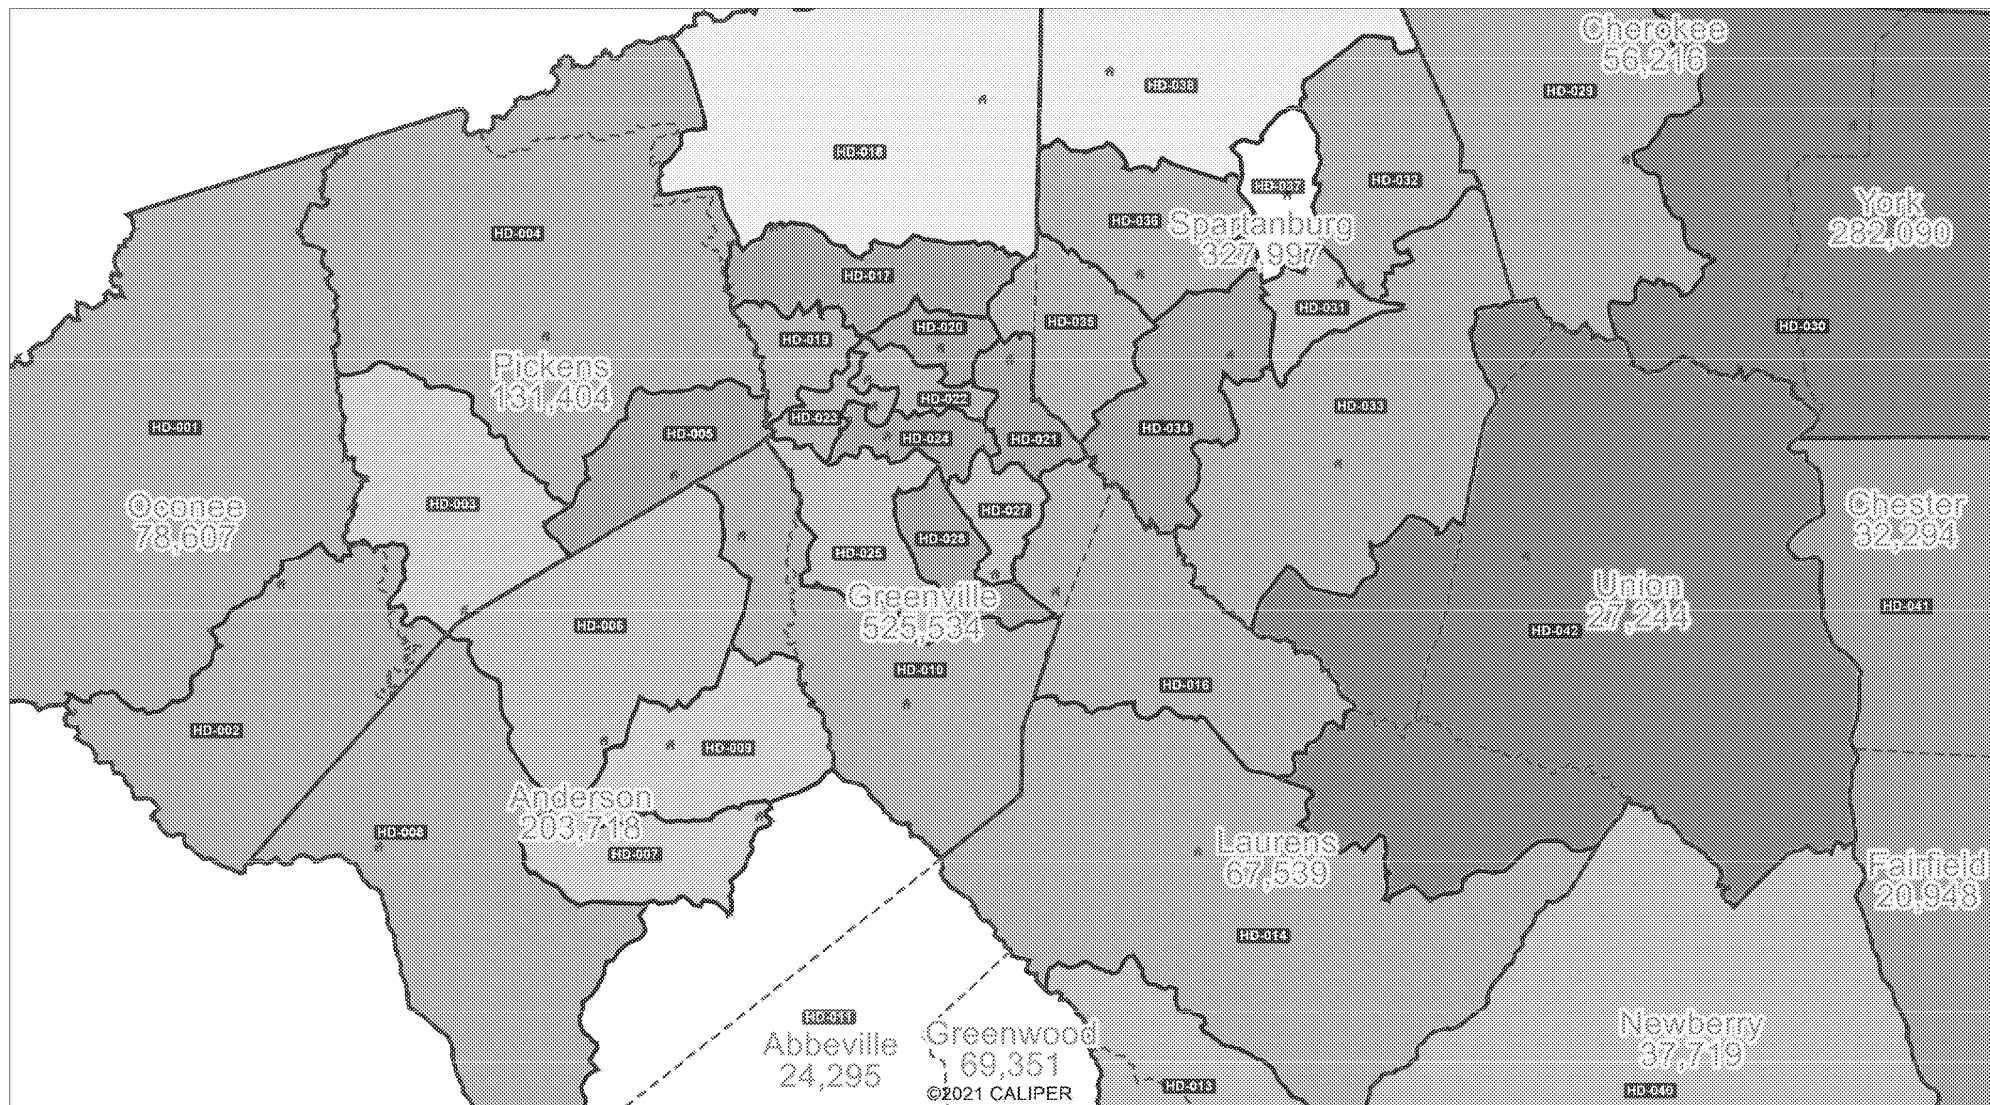 Cherokee
56,216
HD-038
HD-029
HD-018
HD-037
HD-032
HD-004
HD-036
Spartanburg
327,997
York
282,090
HD-017
HD-031
HD-035
HD-020
HD-030
HD-019
Pickens
131,404
HD-022
HD-033
HD-023
HD-001
HD-005
HD-024
HD-021
HD-034
Oconee
78,607
HD-003
HD-027
Chester
32,294
HD-025
HD-028
Greenville
525,534
Union
27,244
HD-041
HD-006
HD-042
HD-010
HD-016
HD-002
HD-009
Anderson
203,718
HD-008
HD-007
Laurens
67,539
Fairfield
20,948
HD-014
HD-011
Abbeville
24,295
Greenwood
69,351
Newberry
37,719
©2021 CALIPER
HD-013
HD-040